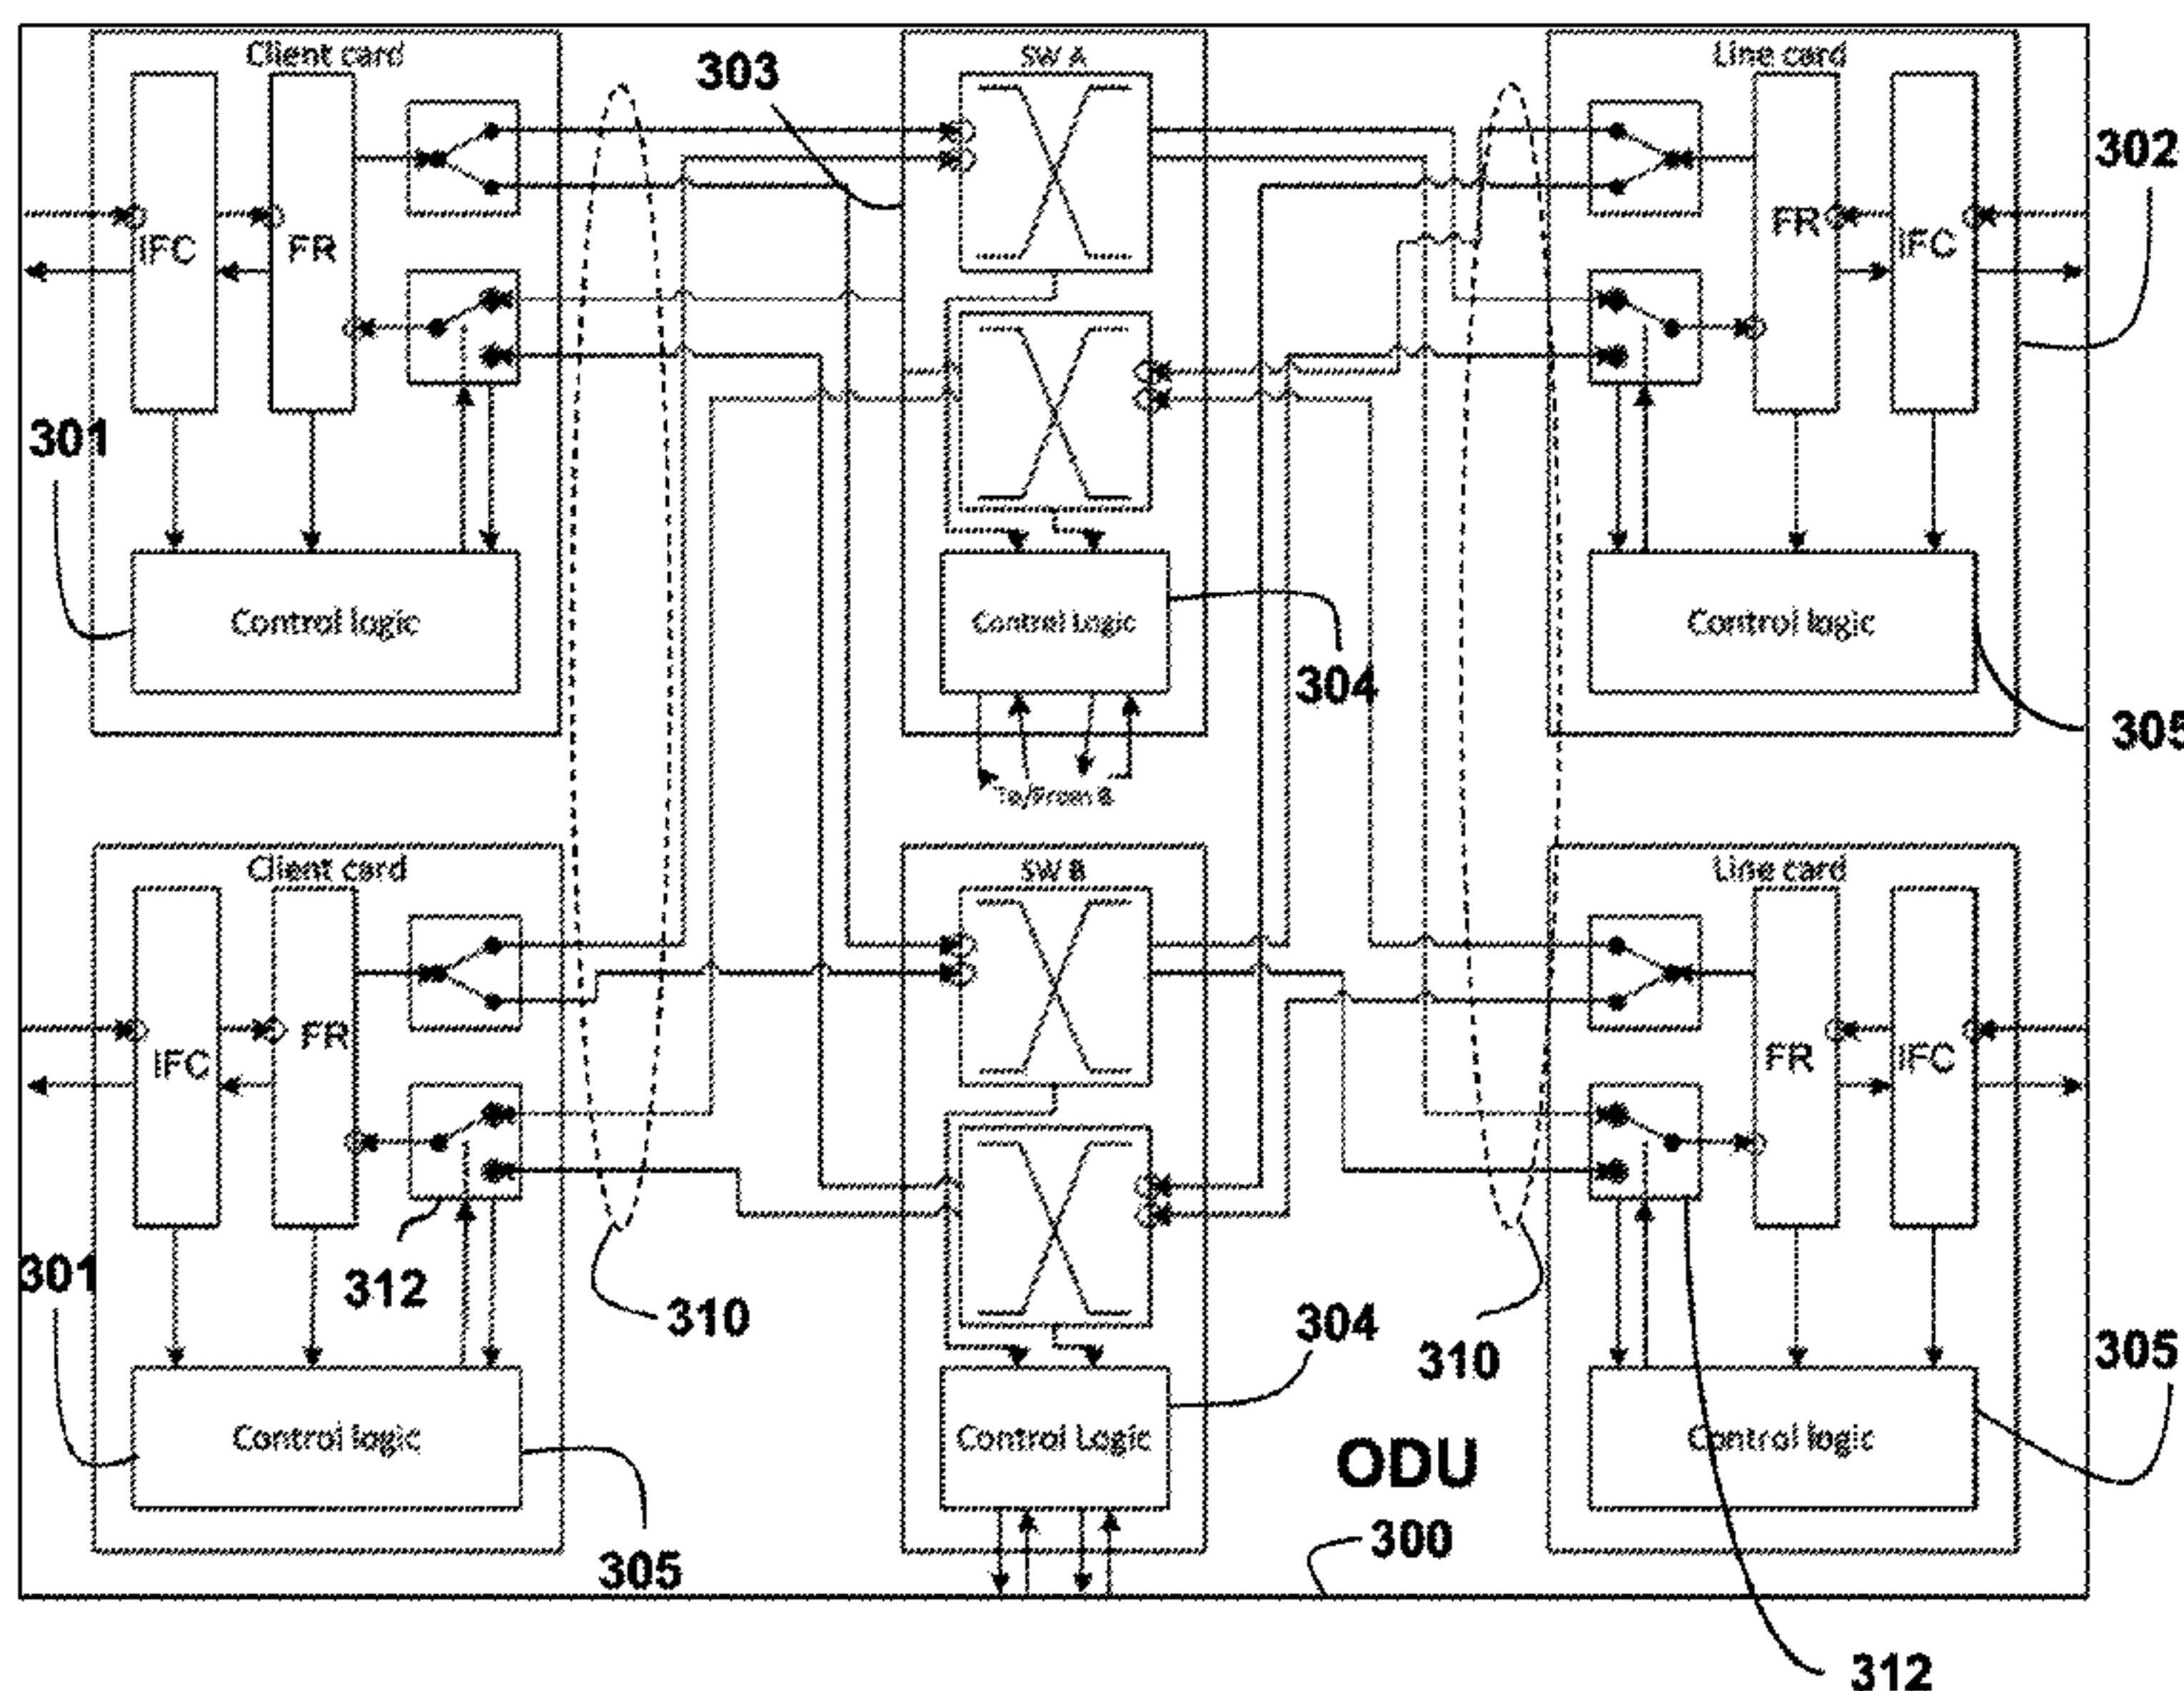 Client card
303
SW A
Line card
302
IFC
FR
FR
IFC
301
Control logic
Control Logic
304
Control logic
305
To/From B
Client card
SW B
Line card
IFC
FR
FR
IFC
301
312
310
304
310
305
Control logic
Control Logic
ODU
Control logic
300
305
312